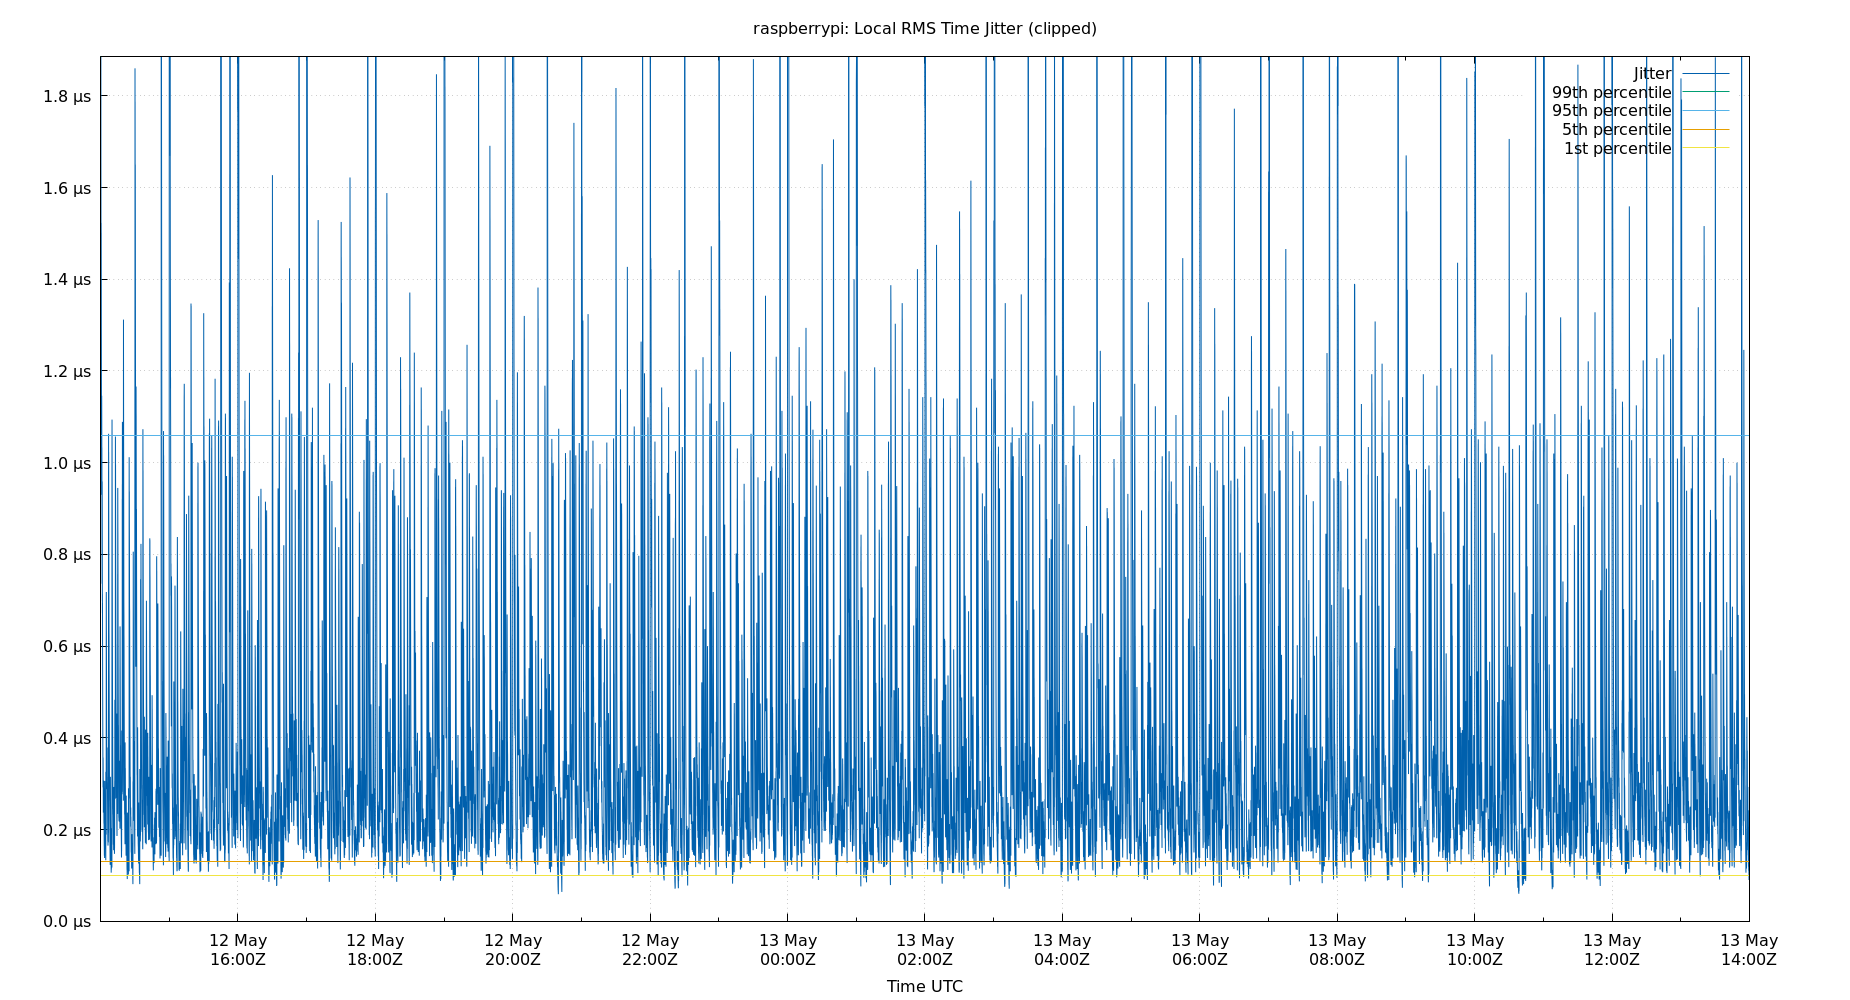 raspberrypi: Local RMS Time Jitter (clipped)
Jitter
99th percentile
95th percentile
5th percentile
1st percentile
1.8 µs
1.6 µs
1.4 µs
1.2 µs
1.0 µs
0.8 µs
0.6 µs
0.4 µs
0.2 µs
0.0 µs
12 May 12 May 12 May 12 May 13 May 13 May 13 May 13 May 13 May 13 May 13 May 13 May
16:00Z 18:00Z 20:00Z 22:00Z 00:00Z 02:00Z 04:00Z 06:00Z 08:00Z 10:00Z 12:00Z 14:00Z
Time UTC